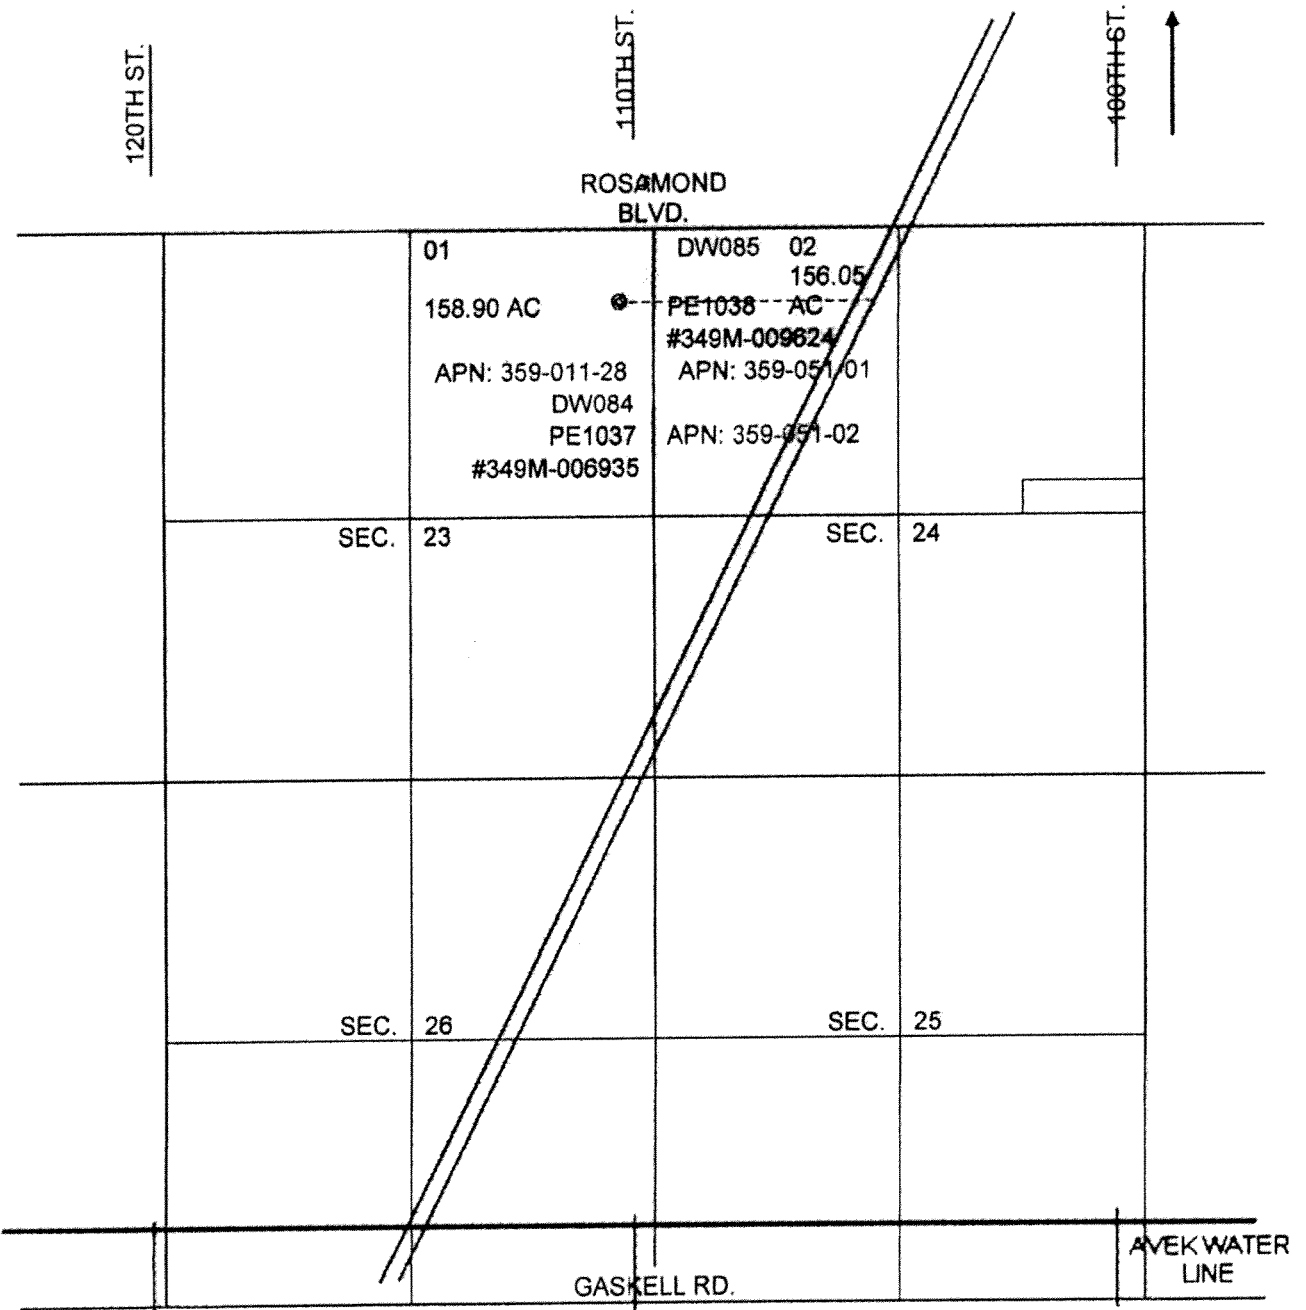 120TH ST.
110TH ST.
100TH ST.
ROSAMOND
BLVD.
01
DW085 02
156.05
158.90 AC
PE1038 AC
#349M-009624
APN: 359-011-28
APN: 359-051-01
DW084
PE1037
APN: 359-051-02
#349M-006935
SEC. 23
SEC. 24
SEC. 26
SEC. 25
AVEK WATER
LINE
GASKELL RD.